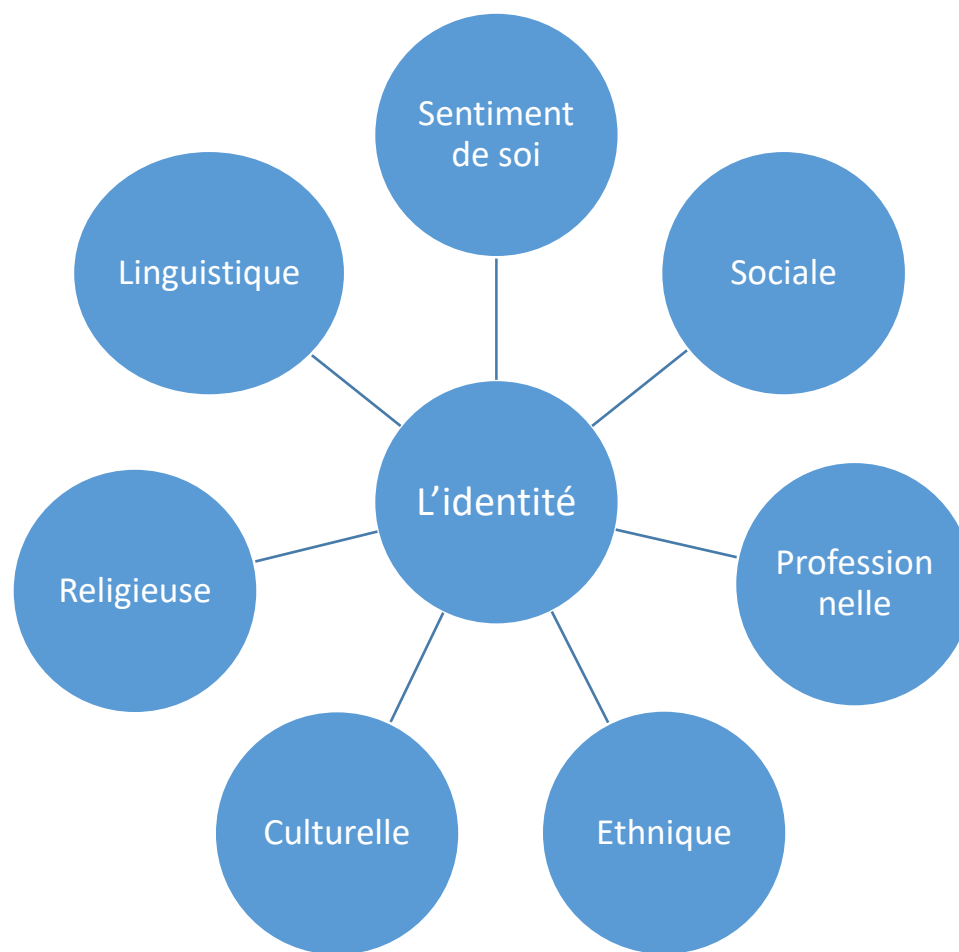 Sentiment
de soi
Linguistique
Sociale
L’identité
Profession
nelle
Religieuse
Culturelle
Ethnique